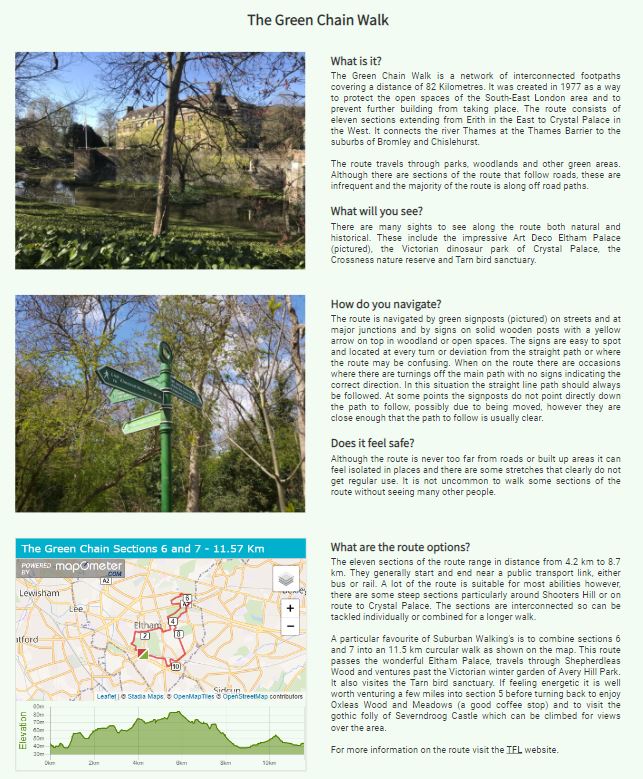 The Green Chain Walk
What is it?
The Green Chain Walk is a network of interconnected footpaths
covering a distance of 82 Kilometres. It was created in 1977 as a way
to protect the open spaces of the South-East London area and to
prevent further building from taking place. The route consists of
eleven sections extending from Erith in the East to Crystal Palace in
the West. It connects the river Thames at the Thames Barrier to the
suburbs of Bromley and Chislehurst.
The route travels through parks, woodlands and other green areas.
Although there are sections of the route that follow roads, these are
infrequent and the majority of the route is along off road paths.
What will you see?
There are many sights to see along the route both natural and
historical. These include the impressive Art Deco Eltham Palace
(pictured), the Victorian dinosaur park of Crystal Palace, the
Crossness nature reserve and Tarn bird sanctuary.
How do you navigate?
The route is navigated by green signposts (pictured) on streets and at
major junctions and by signs on solid wooden posts with a yellow
arrow on top in woodland or open spaces. The signs are easy to spot
and located at every turn or deviation from the straight path or where
the route may be confusing. When on the route there are occasions
where there are turnings off the main path with no signs indicating the
correct direction. In this situation the straight line path should always
be followed. At some points the signposts do not point directly down
the path to follow, possibly due to being moved, however they are
close enough that the path to follow is usually clear.
Does it feel safe?
Although the route is never too far from roads or built up areas it can
feel isolated in places and there are some stretches that clearly do not
get regular use. It is not uncommon to walk some sections of the
route without seeing many other people.
The Green Chain Sections 6 and 7 - 11.57 Km
POWERED BY mapometer .COM
A2
Lewisham
Lee
Eltham
atford
Sidcup
6
4
2
8
10
+
−
Leaflet | © Stadia Maps, © OpenMapTiles © OpenStreetMap contributors
Elevation
80m
70m
60m
50m
40m
30m
0km 2km 4km 6km 8km 10km
What are the route options?
The eleven sections of the route range in distance from 4.2 km to 8.7
km. They generally start and end near a public transport link, either
bus or rail. A lot of the route is suitable for most abilities however,
there are some steep sections particularly around Shooters Hill or on
route to Crystal Palace. The sections are interconnected so can be
tackled individually or combined for a longer walk.
A particular favourite of Suburban Walking's is to combine sections 6
and 7 into an 11.5 km curcular walk as shown on the map. This route
passes the wonderful Eltham Palace, travels through Shepherdleas
Wood and ventures past the Victorian winter garden of Avery Hill Park.
It also visites the Tarn bird sanctuary. If feeling energetic it is well
worth venturing a few miles into section 5 before turning back to enjoy
Oxleas Wood and Meadows (a good coffee stop) and to visit the
gothic folly of Severndroog Castle which can be climbed for views
over the area.
For more information on the route visit the TFL website.